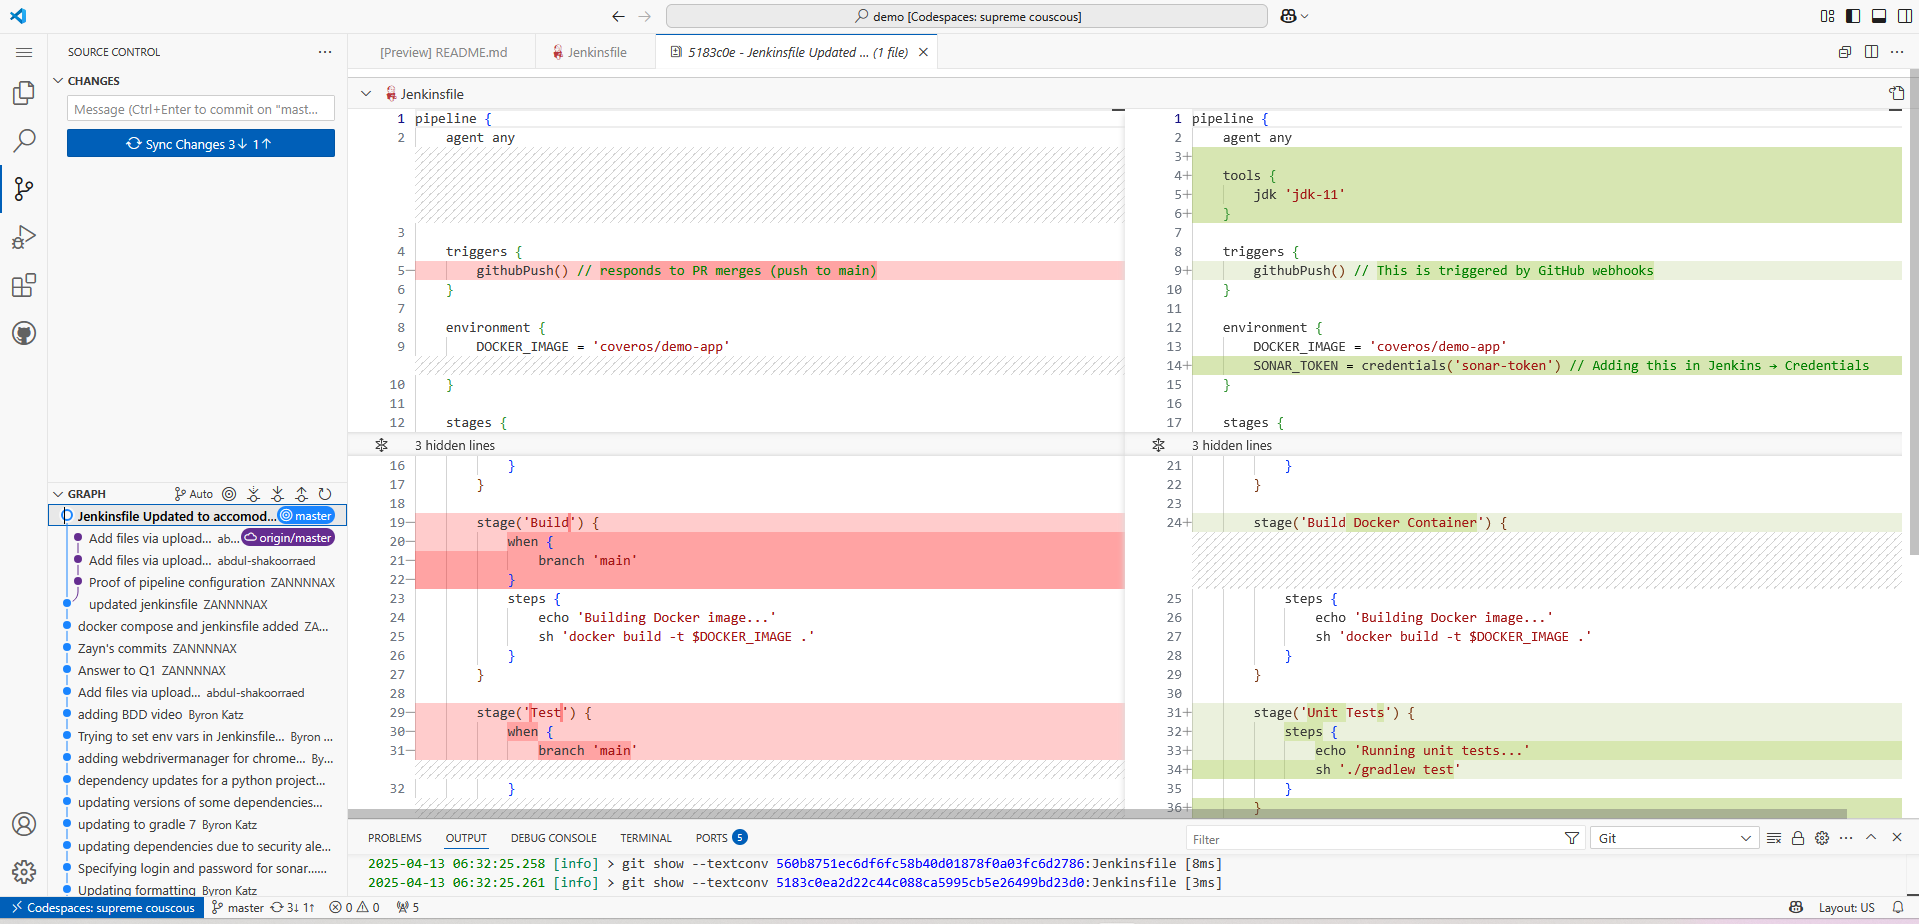 demo [Codespaces: supreme couscous]
SOURCE CONTROL
[Preview] README.md
Jenkinsfile
5183c0e - Jenkinsfile Updated ... (1 file)
CHANGES
Message (Ctrl+Enter to commit on "mast...
Sync Changes 3↓ 1↑
GRAPH
Auto
Jenkinsfile Updated to accomod... master
Add files via upload... ab... origin/master
Add files via upload... abdul-shakoorraed
Proof of pipeline configuration ZANNNNAX
updated jenkinsfile ZANNNNAX
docker compose and jenkinsfile added ZA...
Zayn's commits ZANNNNAX
Answer to Q1 ZANNNNAX
Add files via upload... abdul-shakoorraed
adding BDD video Byron Katz
Trying to set env vars in Jenkinsfile... Byron ...
adding webdrivermanager for chrome... By...
dependency updates for a python project...
updating versions of some dependencies...
updating to gradle 7 Byron Katz
updating dependencies due to security ale...
Specifying login and password for sonar......
Updating formatting Byron Katz
Jenkinsfile
1 pipeline {
2 agent any
3
4 triggers {
5− githubPush() // responds to PR merges (push to main)
6 }
7
8 environment {
9 DOCKER_IMAGE = 'coveros/demo-app'
10 }
11
12 stages {
3 hidden lines
16 }
17 }
18
19− stage('Build') {
20− when {
21− branch 'main'
22− }
23 steps {
24 echo 'Building Docker image...'
25 sh 'docker build -t $DOCKER_IMAGE .'
26 }
27 }
28
29− stage('Test') {
30− when {
31− branch 'main'
32 }
1 pipeline {
2 agent any
3+
4+ tools {
5+ jdk 'jdk-11'
6+ }
7
8 triggers {
9+ githubPush() // This is triggered by GitHub webhooks
10 }
11
12 environment {
13 DOCKER_IMAGE = 'coveros/demo-app'
14+ SONAR_TOKEN = credentials('sonar-token') // Adding this in Jenkins → Credentials
15 }
16
17 stages {
3 hidden lines
21 }
22 }
23
24+ stage('Build Docker Container') {
25 steps {
26 echo 'Building Docker image...'
27 sh 'docker build -t $DOCKER_IMAGE .'
28 }
29 }
30
31+ stage('Unit Tests') {
32+ steps {
33+ echo 'Running unit tests...'
34+ sh './gradlew test'
35 }
36+ }
PROBLEMS OUTPUT DEBUG CONSOLE TERMINAL PORTS 5
Filter
Git
2025-04-13 06:32:25.258 [info] > git show --textconv 560b8751ec6df6fc58b40d01878f0a03fc6d2786:Jenkinsfile [8ms]
2025-04-13 06:32:25.261 [info] > git show --textconv 5183c0ea2d22c44c088ca5995cb5e26499bd23d0:Jenkinsfile [3ms]
Codespaces: supreme couscous master 3↓ 1↑ 0 0 5
Layout: US